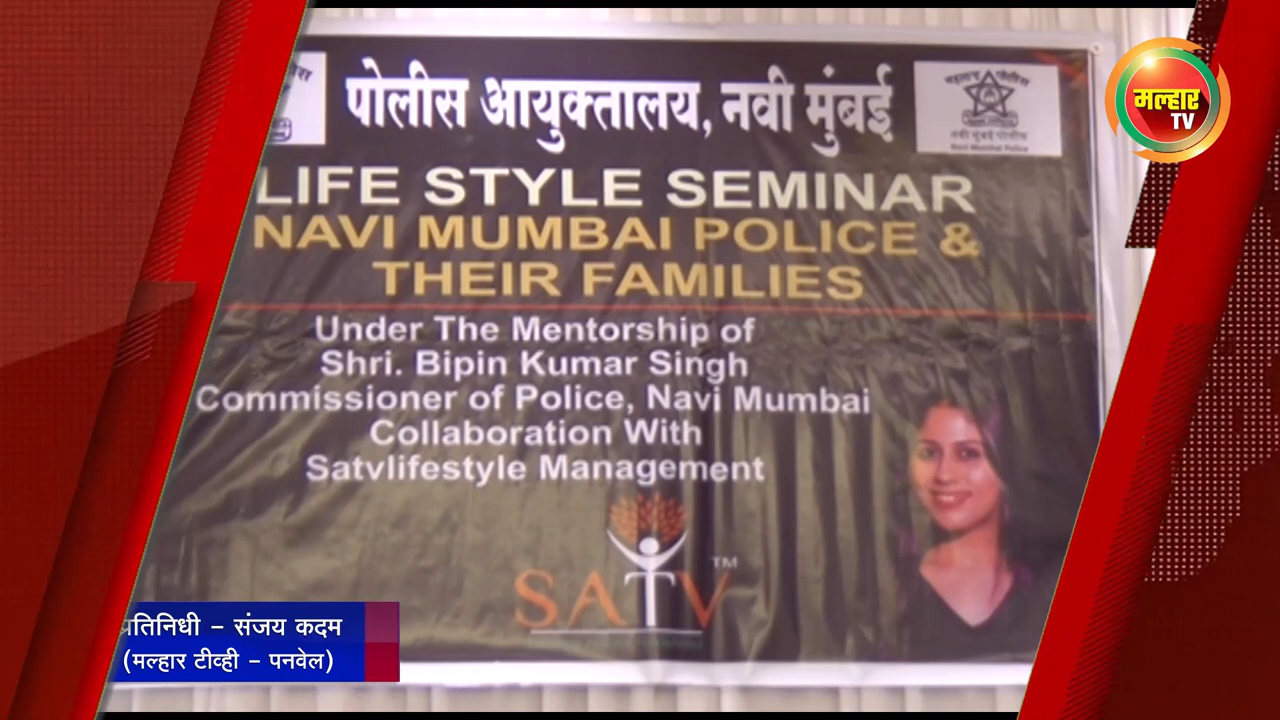 पोलीस आयुक्तालय, नवी मुंबई
मल्हार
TV
नवी मुंबई पोलीस
Navi Mumbai Police
LIFE STYLE SEMINAR
NAVI MUMBAI POLICE &
THEIR FAMILIES
Under The Mentorship of
Shri. Bipin Kumar Singh
Commissioner of Police, Navi Mumbai
Collaboration With
Satvlifestyle Management
SATV™
प्रतिनिधी – संजय कदम
(मल्हार टीव्ही – पनवेल)